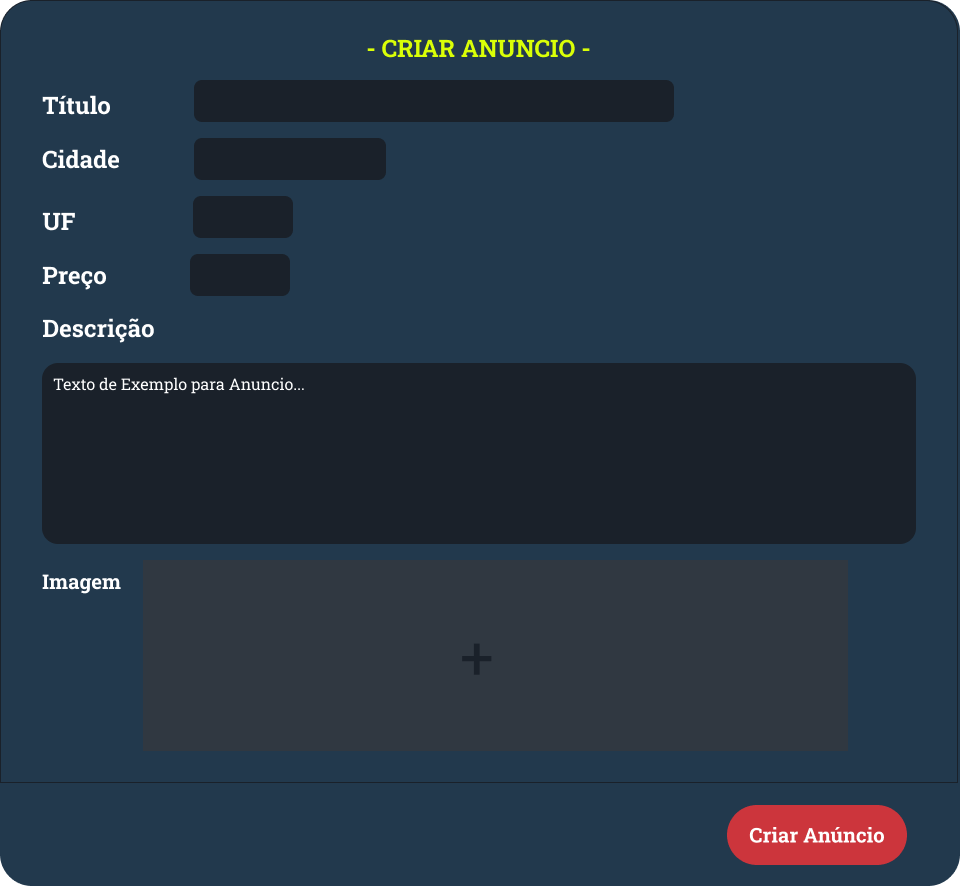 - CRIAR ANUNCIO -
Título
Cidade
UF
Preço
Descrição
Texto de Exemplo para Anuncio...
Imagem
+
Criar Anúncio